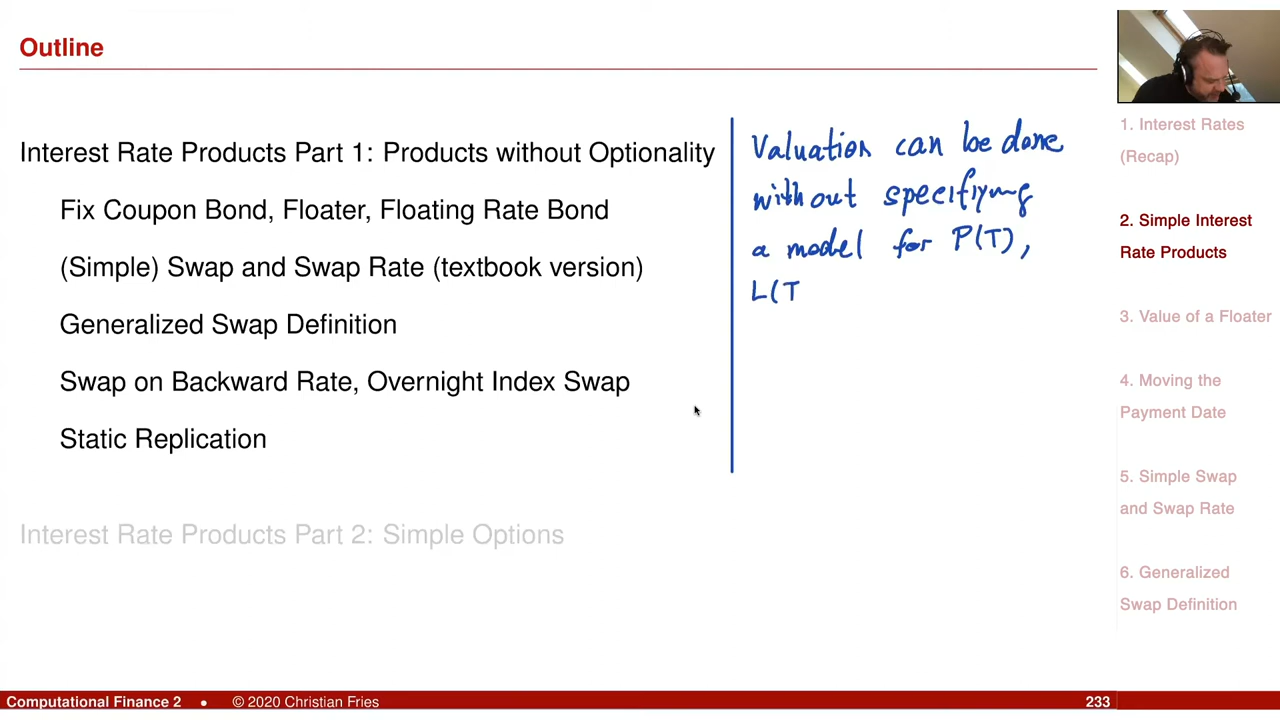 Outline
Interest Rate Products Part 1: Products without Optionality
Fix Coupon Bond, Floater, Floating Rate Bond
(Simple) Swap and Swap Rate (textbook version)
Generalized Swap Definition
Swap on Backward Rate, Overnight Index Swap
Static Replication
Interest Rate Products Part 2: Simple Options
Valuation can be done
without specifiying
a model for P(T),
L(T
1. Interest Rates
(Recap)
2. Simple Interest
Rate Products
3. Value of a Floater
4. Moving the
Payment Date
5. Simple Swap
and Swap Rate
6. Generalized
Swap Definition
Computational Finance 2 • © 2020 Christian Fries 233